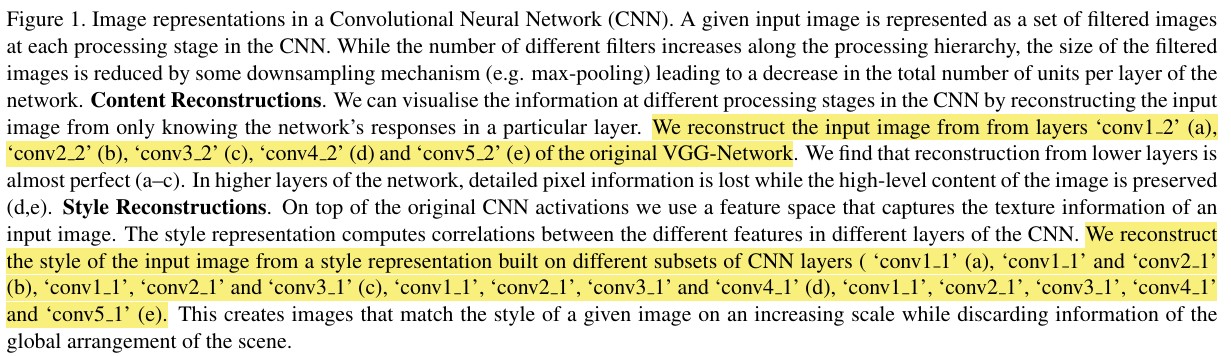 Figure 1. Image representations in a Convolutional Neural Network (CNN). A given input image is represented as a set of filtered images
at each processing stage in the CNN. While the number of different filters increases along the processing hierarchy, the size of the filtered
images is reduced by some downsampling mechanism (e.g. max-pooling) leading to a decrease in the total number of units per layer of the
network. Content Reconstructions. We can visualise the information at different processing stages in the CNN by reconstructing the input
image from only knowing the network’s responses in a particular layer. We reconstruct the input image from from layers ‘conv1_2’ (a),
‘conv2_2’ (b), ‘conv3_2’ (c), ‘conv4_2’ (d) and ‘conv5_2’ (e) of the original VGG-Network. We find that reconstruction from lower layers is
almost perfect (a–c). In higher layers of the network, detailed pixel information is lost while the high-level content of the image is preserved
(d,e). Style Reconstructions. On top of the original CNN activations we use a feature space that captures the texture information of an
input image. The style representation computes correlations between the different features in different layers of the CNN. We reconstruct
the style of the input image from a style representation built on different subsets of CNN layers ( ‘conv1_1’ (a), ‘conv1_1’ and ‘conv2_1’
(b), ‘conv1_1’, ‘conv2_1’ and ‘conv3_1’ (c), ‘conv1_1’, ‘conv2_1’, ‘conv3_1’ and ‘conv4_1’ (d), ‘conv1_1’, ‘conv2_1’, ‘conv3_1’, ‘conv4_1’
and ‘conv5_1’ (e). This creates images that match the style of a given image on an increasing scale while discarding information of the
global arrangement of the scene.